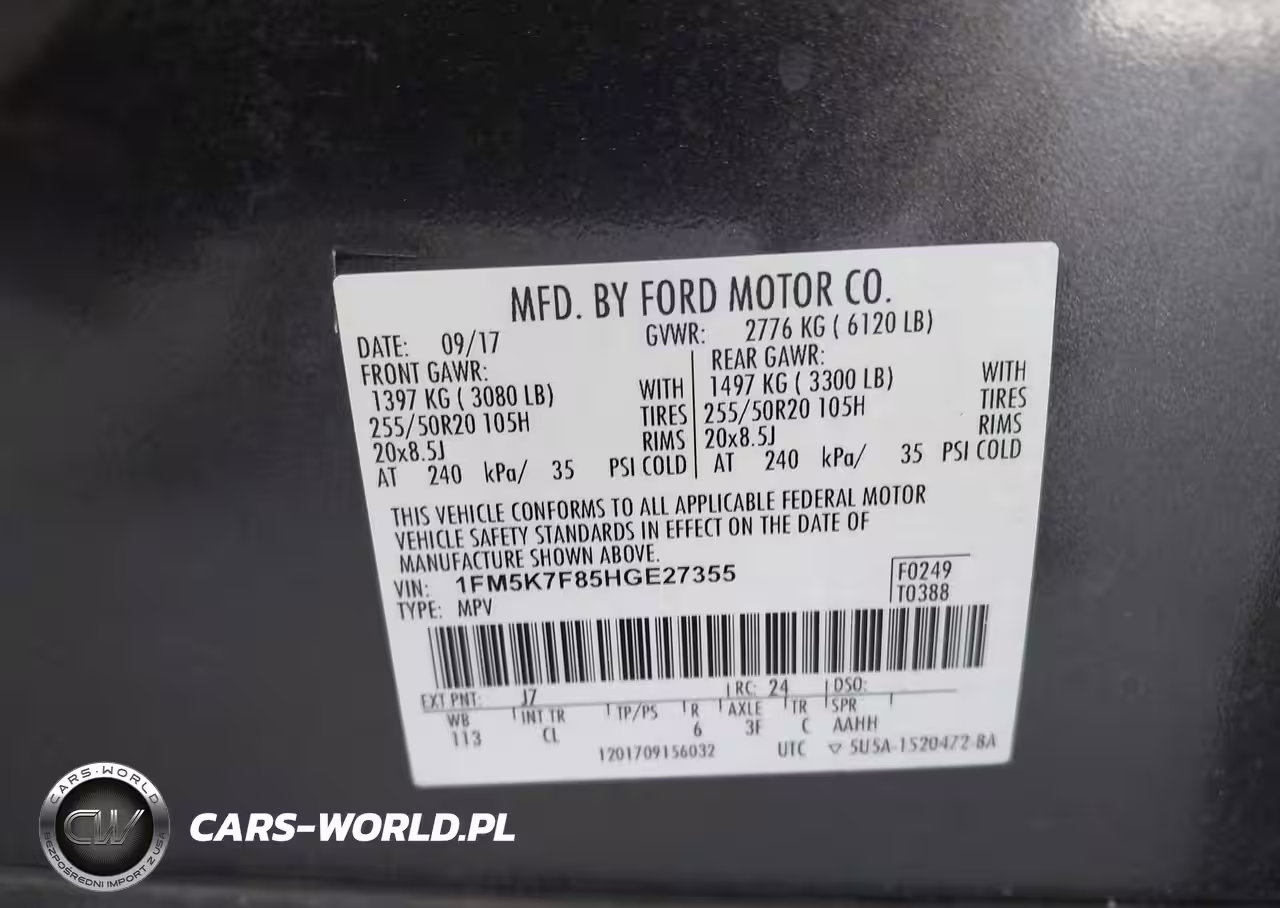 MFD. BY FORD MOTOR CO.
DATE: 09/17 GVWR: 2776 KG ( 6120 LB)
FRONT GAWR: REAR GAWR:
1397 KG ( 3080 LB) WITH 1497 KG ( 3300 LB) WITH
255/50R20 105H TIRES 255/50R20 105H TIRES
20x8.5J RIMS 20x8.5J RIMS
AT 240 kPa/ 35 PSI COLD AT 240 kPa/ 35 PSI COLD
THIS VEHICLE CONFORMS TO ALL APPLICABLE FEDERAL MOTOR
VEHICLE SAFETY STANDARDS IN EFFECT ON THE DATE OF
MANUFACTURE SHOWN ABOVE.
VIN: 1FM5K7F85HGE27355 F0249
TYPE: MPV T0388
EXT PNT: J7 RC: 24 DSO:
WB INT TR TP/PS R AXLE TR SPR
113 CL 6 3F C AAHH
1201709156032 UTC ▽ 5USA-1520472-BA
CARS-WORLD
CW
BEZPOŚREDNI IMPORT Z USA
CARS-WORLD.PL